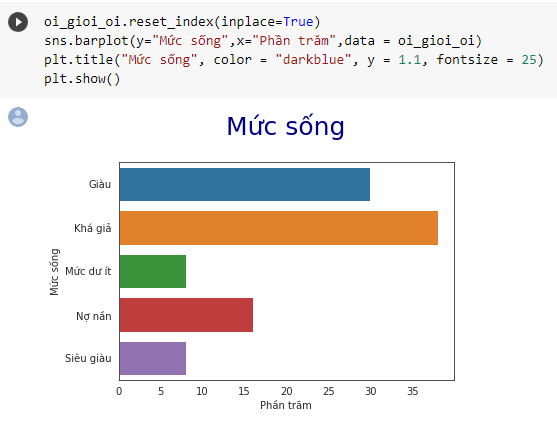 oi_gioi_oi.reset_index(inplace=True)
sns.barplot(y="Mức sống",x="Phần trăm",data = oi_gioi_oi)
plt.title("Mức sống", color = "darkblue", y = 1.1, fontsize = 25)
plt.show()
Mức sống
Giàu
Khá giả
Mức dư ít
Nợ nần
Siêu giàu
Mức sống
0 5 10 15 20 25 30 35
Phần trăm